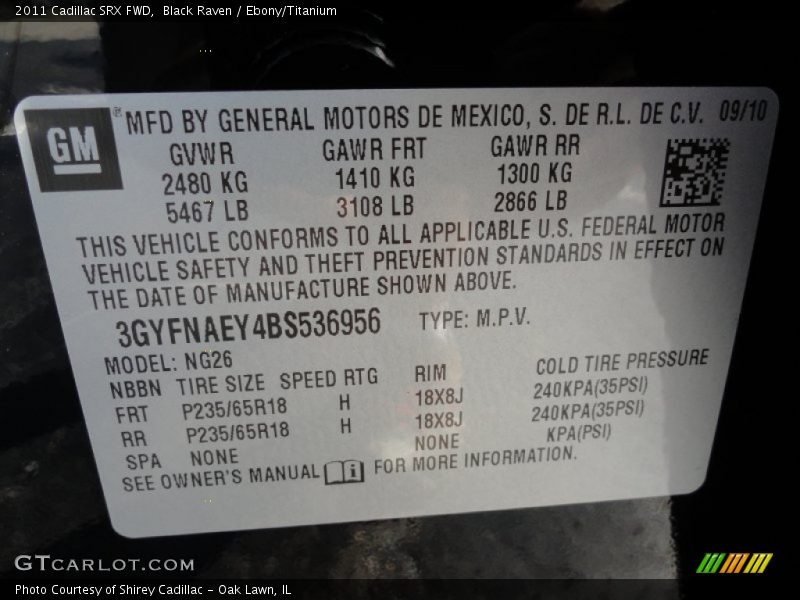 2011 Cadillac SRX FWD, Black Raven / Ebony/Titanium
GM ® MFD BY GENERAL MOTORS DE MEXICO, S. DE R.L. DE C.V. 09/10
GVWR GAWR FRT GAWR RR
2480 KG 1410 KG 1300 KG
5467 LB 3108 LB 2866 LB
THIS VEHICLE CONFORMS TO ALL APPLICABLE U.S. FEDERAL MOTOR
VEHICLE SAFETY AND THEFT PREVENTION STANDARDS IN EFFECT ON
THE DATE OF MANUFACTURE SHOWN ABOVE.
3GYFNAEY4BS536956 TYPE: M.P.V.
MODEL: NG26
NBBN TIRE SIZE SPEED RTG RIM COLD TIRE PRESSURE
FRT P235/65R18 H 18X8J 240KPA(35PSI)
RR P235/65R18 H 18X8J 240KPA(35PSI)
SPA NONE NONE KPA(PSI)
SEE OWNER'S MANUAL i FOR MORE INFORMATION.
GTCARLOT.COM
Photo Courtesy of Shirey Cadillac - Oak Lawn, IL